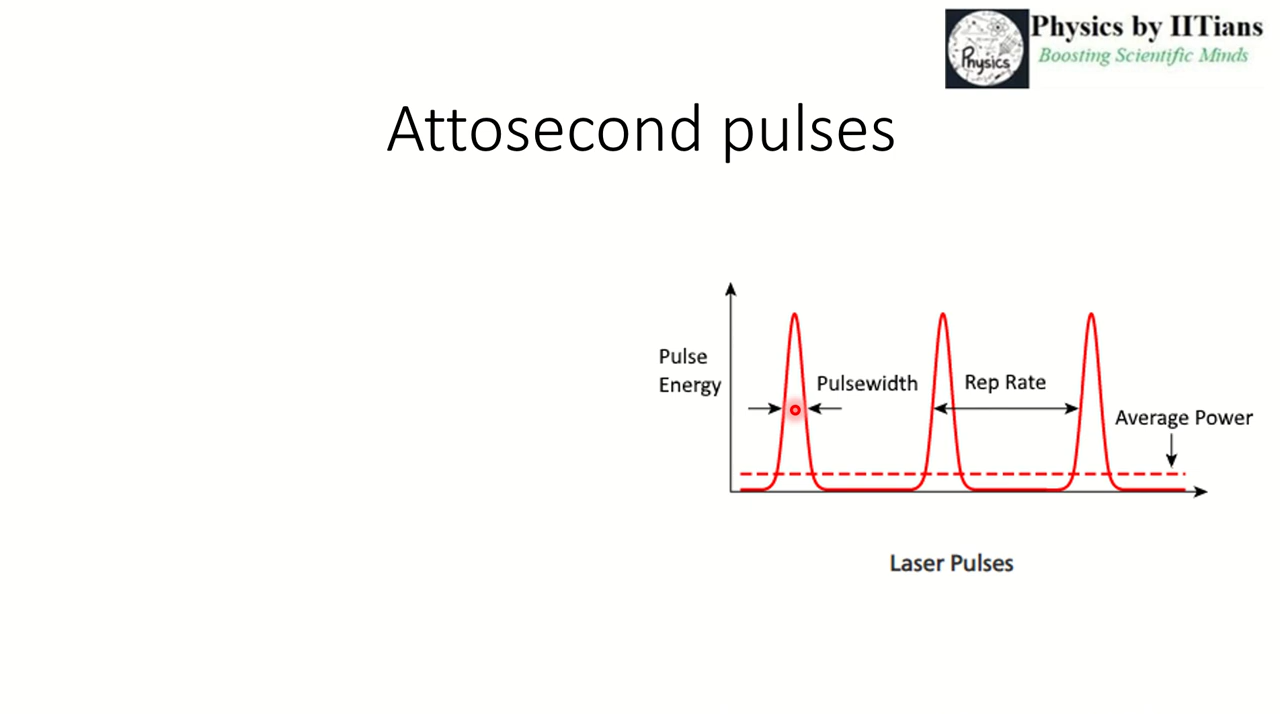 Physics by IITians
Boosting Scientific Minds
Physics
Attosecond pulses
Pulse
Energy
Pulsewidth
Rep Rate
Average Power
Laser Pulses